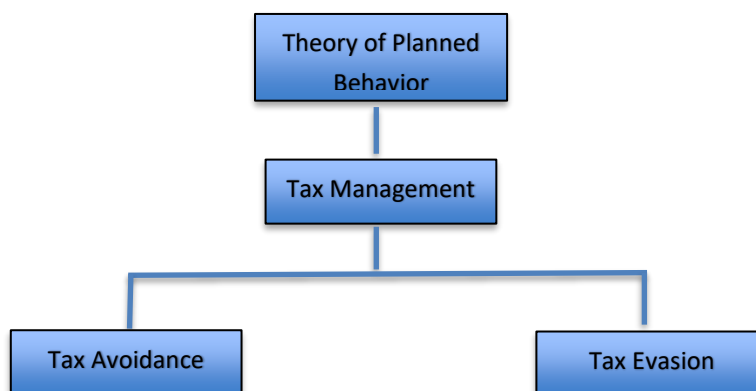 Theory of Planned
Behavior
Tax Management
Tax Avoidance
Tax Evasion